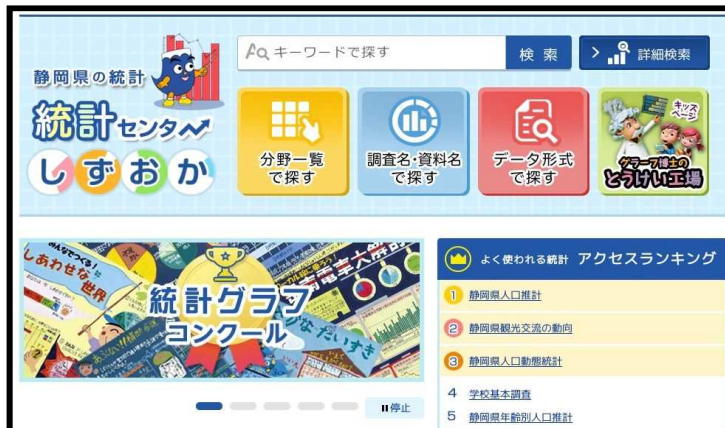 静岡県の統計
統計センター
しずおか
キーワードで探す
検 索
詳細検索
分野一覧
で探す
調査名・資料名
で探す
データ形式
で探す
キッズ
ページ
グラーフ博士の
とうけい工場
みんなでつくる!
しあわせな
世界
統計グラフ
コンクール
停止
よく使われる統計 アクセスランキング
1 静岡県人口推計
2 静岡県観光交流の動向
3 静岡県人口動態統計
4 学校基本調査
5 静岡県年齢別人口推計